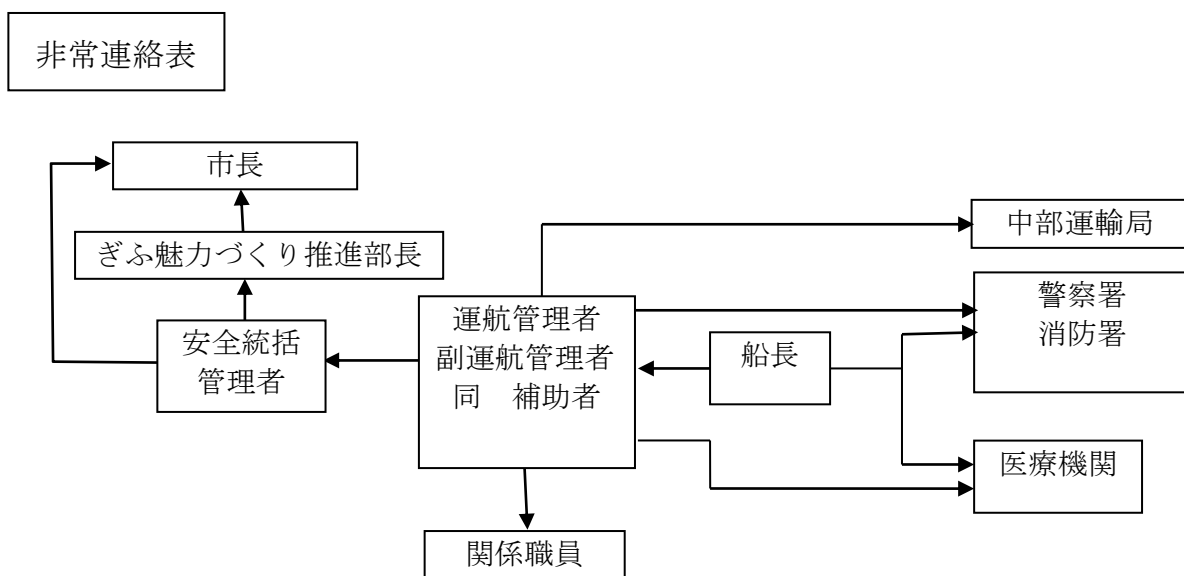 非常連絡表
市長
ぎふ魅力づくり推進部長
安全統括
管理者
運航管理者
副運航管理者
同　補助者
関係職員
船長
中部運輸局
警察署
消防署
医療機関